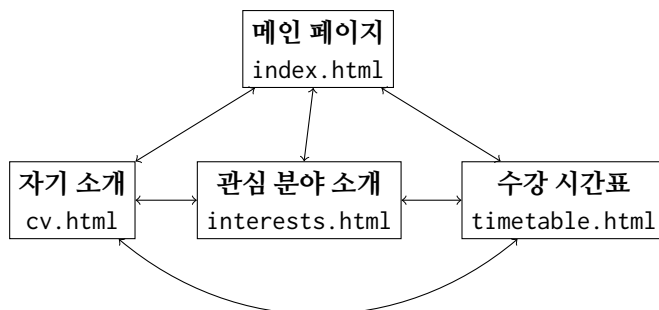 메인 페이지
index.html
자기 소개
cv.html
관심 분야 소개
interests.html
수강 시간표
timetable.html